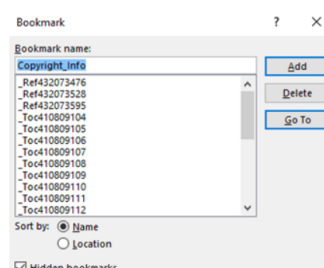 Bookmark ? ×
Bookmark name:
Copyright_Info
Add
_Ref432073476
_Ref432073528
Delete
_Ref432073595
_Toc410809104
Go To
_Toc410809105
_Toc410809106
_Toc410809107
_Toc410809108
_Toc410809109
_Toc410809110
_Toc410809111
_Toc410809112
Sort by: Name
Location
Hidden bookmarks